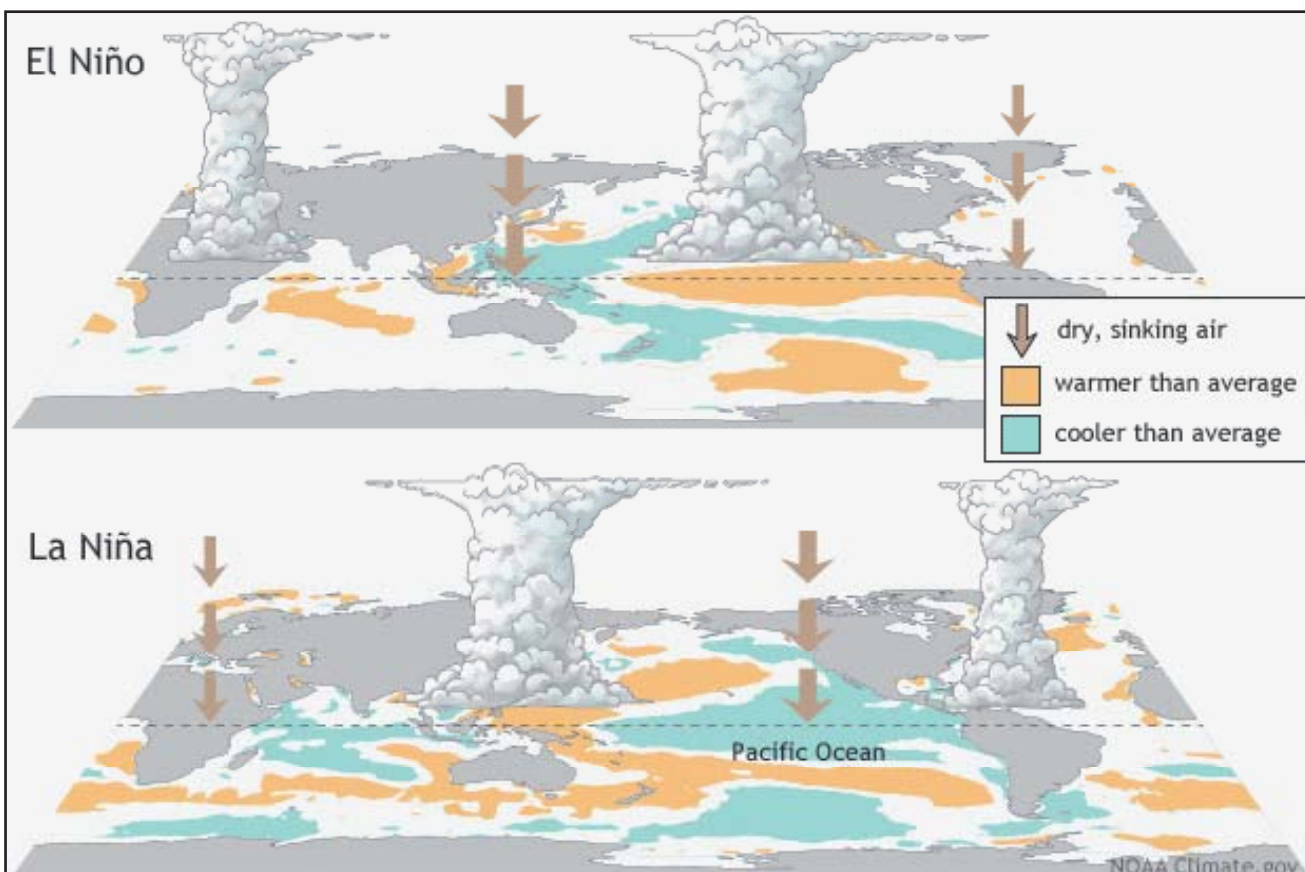 El Niño
dry, sinking air
warmer than average
cooler than average
La Niña
Pacific Ocean
NOAA Climate.gov